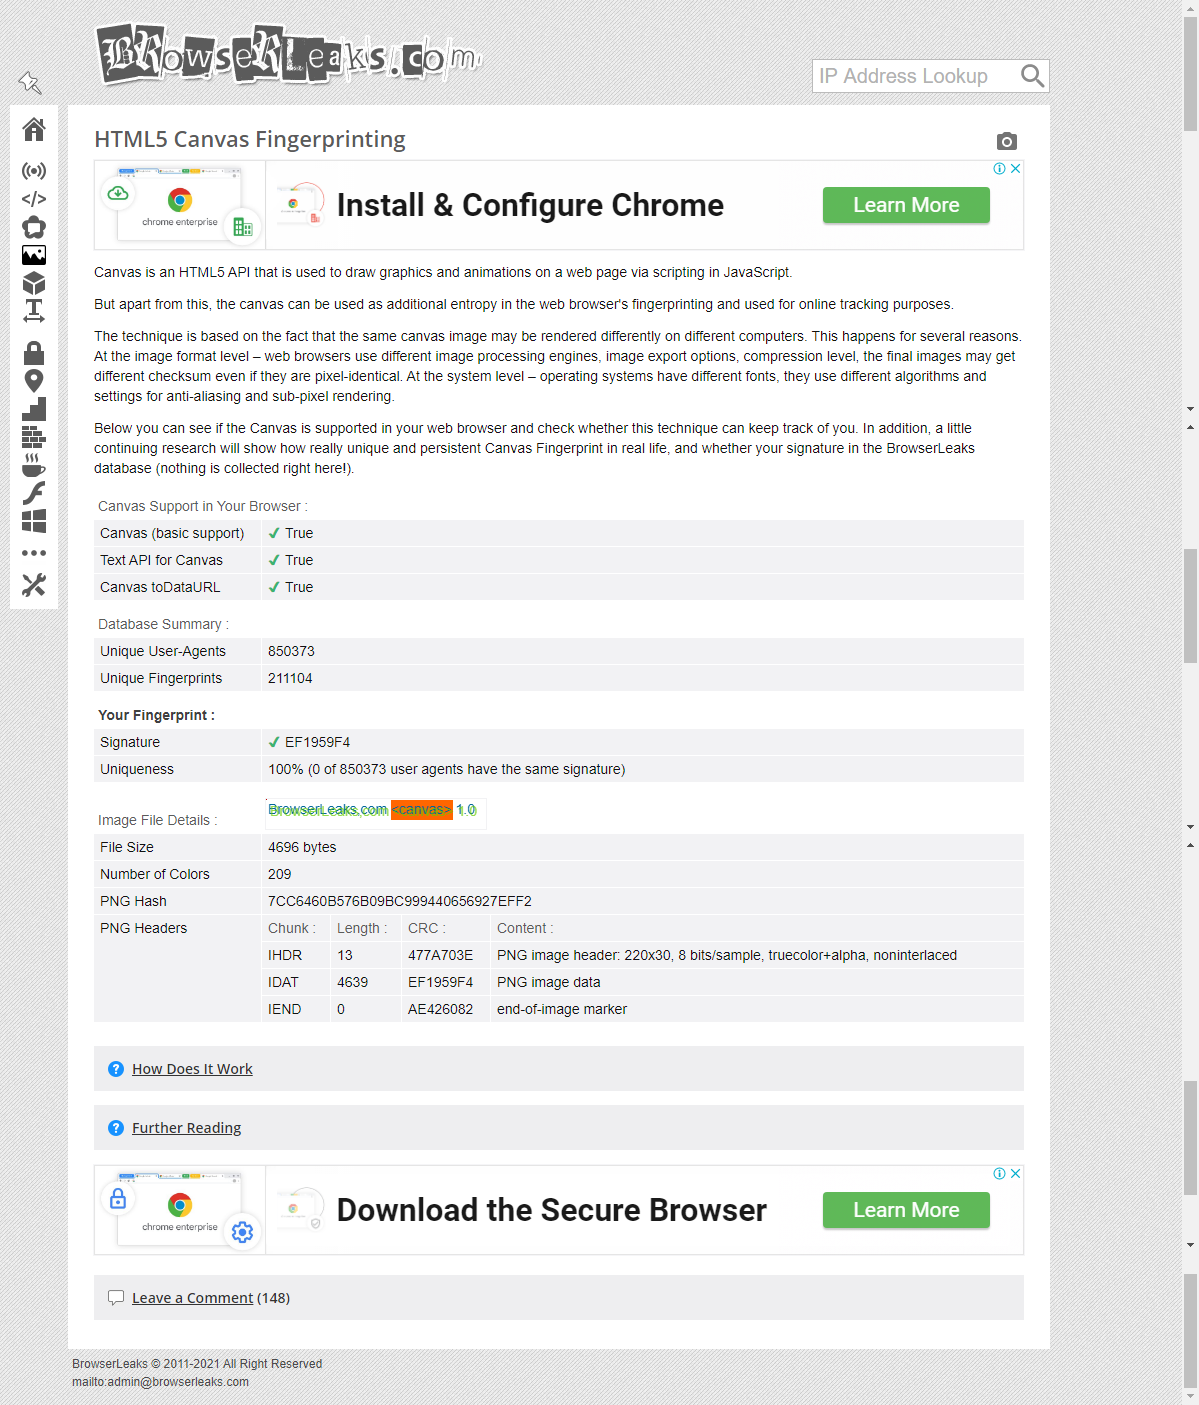 BRowseRLeaks.com
IP Address Lookup
HTML5 Canvas Fingerprinting
chrome enterprise
Install & Configure Chrome
Learn More
Canvas is an HTML5 API that is used to draw graphics and animations on a web page via scripting in JavaScript.
But apart from this, the canvas can be used as additional entropy in the web browser's fingerprinting and used for online tracking purposes.
The technique is based on the fact that the same canvas image may be rendered differently on different computers. This happens for several reasons.
At the image format level – web browsers use different image processing engines, image export options, compression level, the final images may get
different checksum even if they are pixel-identical. At the system level – operating systems have different fonts, they use different algorithms and
settings for anti-aliasing and sub-pixel rendering.
Below you can see if the Canvas is supported in your web browser and check whether this technique can keep track of you. In addition, a little
continuing research will show how really unique and persistent Canvas Fingerprint in real life, and whether your signature in the BrowserLeaks
database (nothing is collected right here!).
Canvas Support in Your Browser :
Canvas (basic support) ✔ True
Text API for Canvas ✔ True
Canvas toDataURL ✔ True
Database Summary :
Unique User-Agents 850373
Unique Fingerprints 211104
Your Fingerprint :
Signature ✔ EF1959F4
Uniqueness 100% (0 of 850373 user agents have the same signature)
Image File Details : BrowserLeaks,com <canvas> 1.0
File Size 4696 bytes
Number of Colors 209
PNG Hash 7CC6460B576B09BC999440656927EFF2
PNG Headers Chunk : Length : CRC : Content :
IHDR 13 477A703E PNG image header: 220x30, 8 bits/sample, truecolor+alpha, noninterlaced
IDAT 4639 EF1959F4 PNG image data
IEND 0 AE426082 end-of-image marker
How Does It Work
Further Reading
chrome enterprise
Download the Secure Browser
Learn More
Leave a Comment (148)
BrowserLeaks © 2011-2021 All Right Reserved
mailto:admin@browserleaks.com